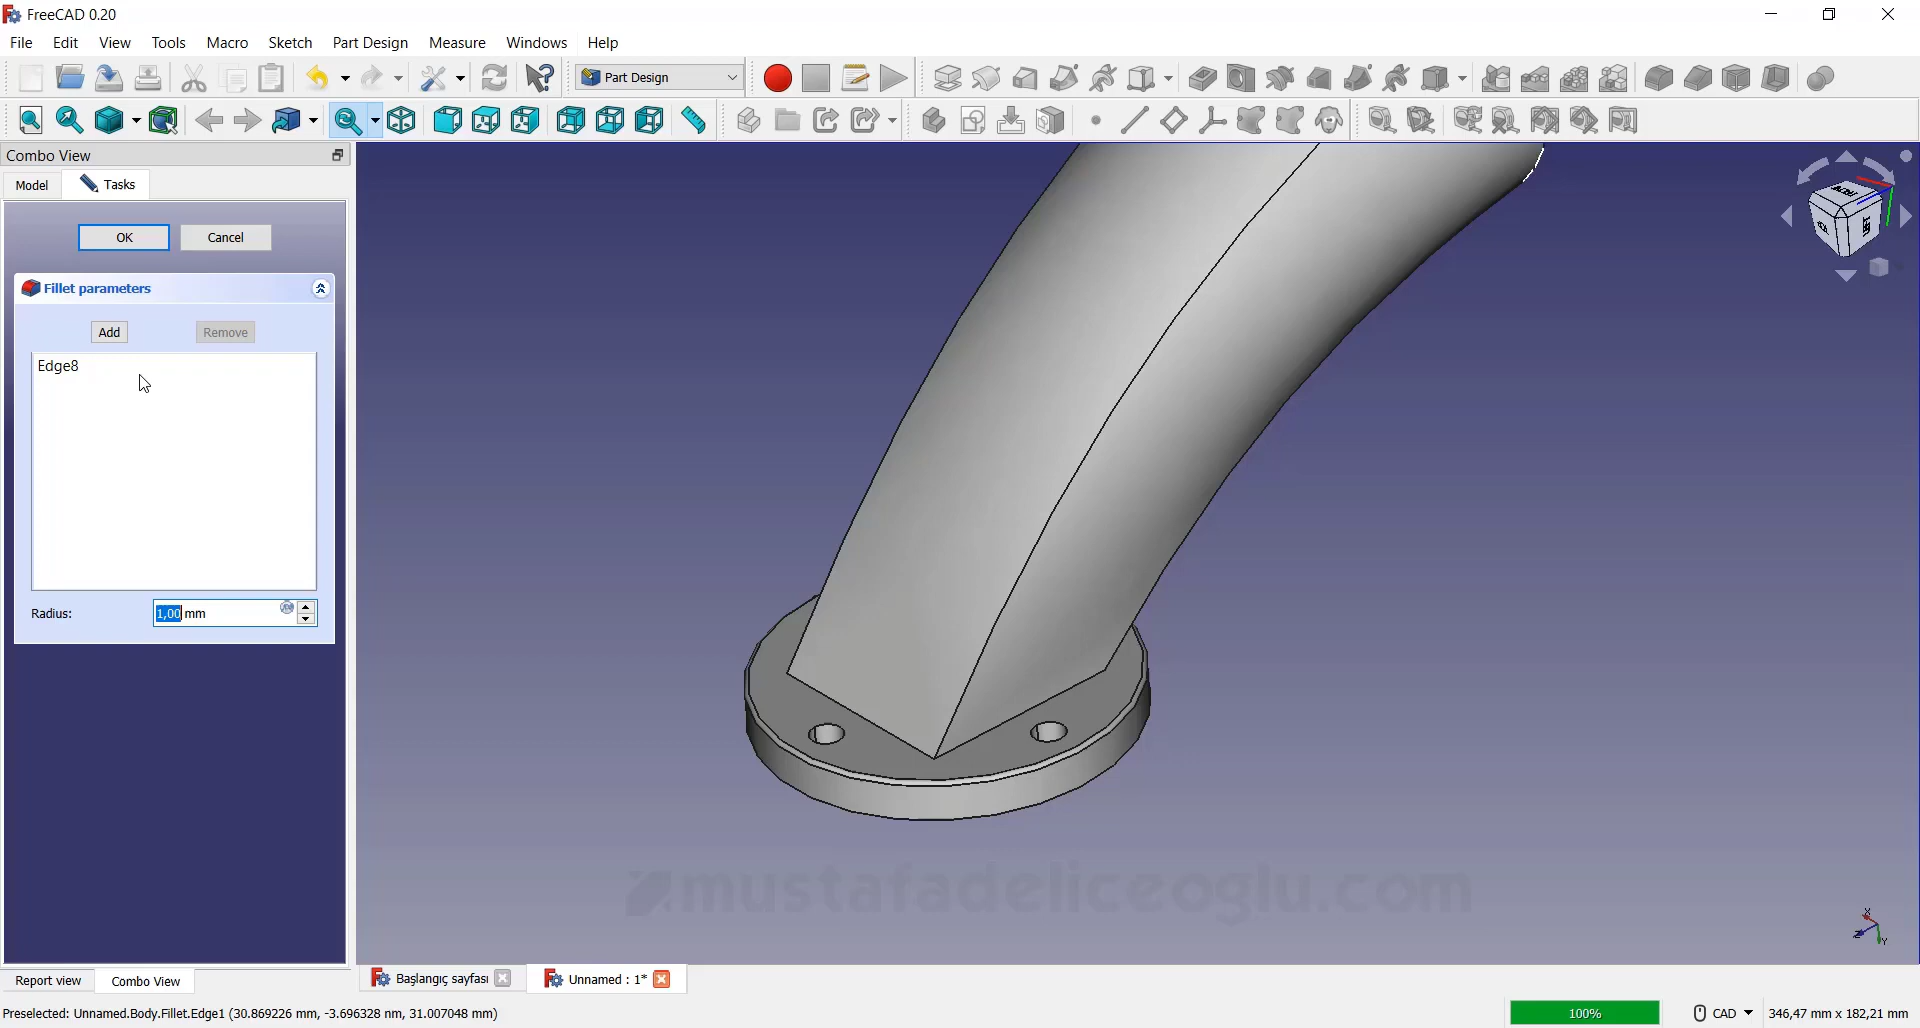 FreeCAD 0.20
File Edit View Tools Macro Sketch Part Design Measure Windows Help
Part Design
Combo View
Model Tasks
OK Cancel
Fillet parameters
Add Remove
Edge8
Radius: 1,00 mm
mustafadeliceoglu.com
X
Z Y
Report view Combo View
Başlangıç sayfası Unnamed : 1*
Preselected: Unnamed.Body.Fillet.Edge1 (30.869226 mm, -3.696328 nm, 31.007048 mm)
100% CAD 346,47 mm x 182,21 mm